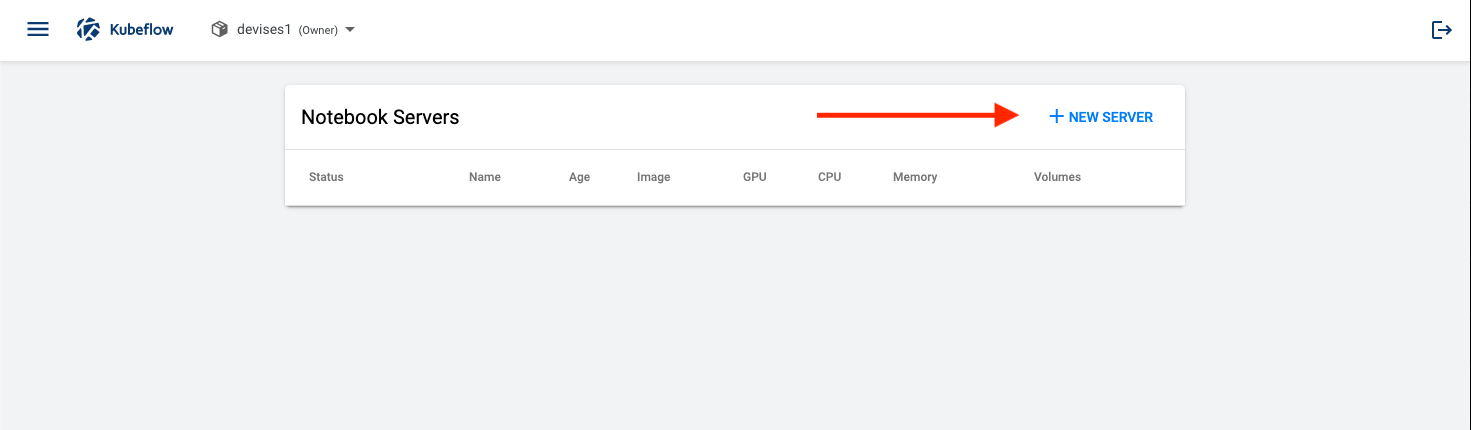 Kubeflow devises1 (Owner)
Notebook Servers + NEW SERVER
Status Name Age Image GPU CPU Memory Volumes